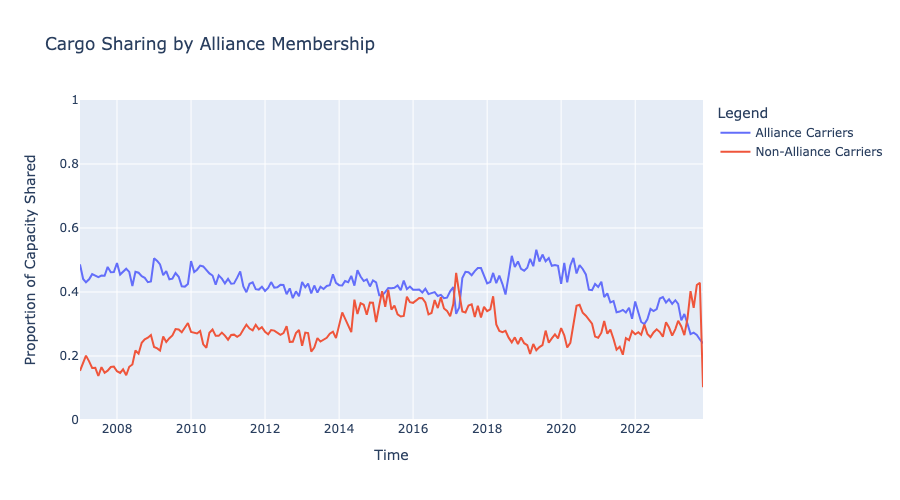 Cargo Sharing by Alliance Membership
Legend
Alliance Carriers
Non-Alliance Carriers
Proportion of Capacity Shared
1
0.8
0.6
0.4
0.2
0
2008 2010 2012 2014 2016 2018 2020 2022
Time